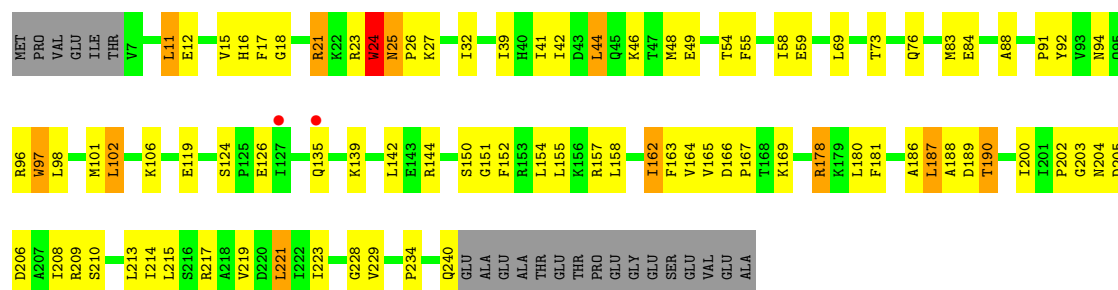 MET PRO VAL GLU ILE THR V7 L11 E12 V15 H16 F17 G18 R21 K22 R23 W24 N25 P26 K27 I32 I39 H40 I41 I42 D43 L44 Q45 K46 T47 M48 E49 T54 F55 I58 E59 L69 T73 Q76 M83 E84 A88 P91 Y92 V93 N94 Q95
R96 W97 L98 M101 L102 K106 E119 S124 P125 E126 I127 Q135 K139 L142 E143 R144 S150 G151 F152 R153 L154 L155 K156 R157 L158 I162 F163 V164 V165 D166 P167 T168 K169 R178 K179 L180 F181 A186 L187 A188 D189 T190 I200 I201 P202 G203 N204 D205
D206 A207 I208 R209 S210 L213 I214 L215 S216 R217 A218 V219 D220 L221 I222 I223 G228 V229 P234 Q240 GLU ALA GLU ALA THR GLU THR PRO GLU GLY GLU SER GLU VAL GLU ALA